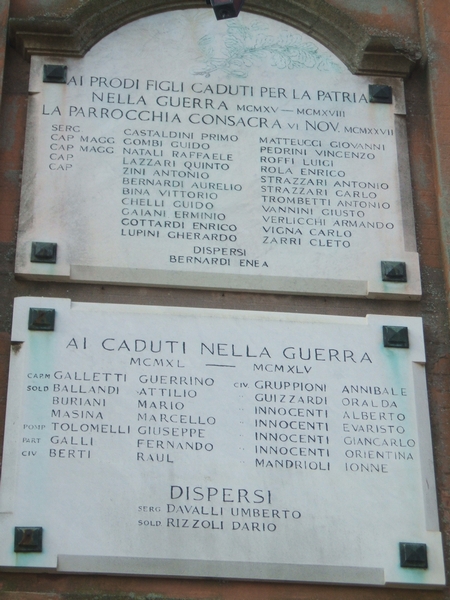 AI PRODI FIGLI CADUTI PER LA PATRIA
NELLA GUERRA MCMXV — MCMXVIII
LA PARROCCHIA CONSACRA VI NOV. MCMXXVII
SERG CASTALDINI PRIMO MATTEUCCI GIOVANNI
CAP MAGG GOMBI GUIDO PEDRINI VINCENZO
CAP MAGG NATALI RAFFAELE ROFFI LUIGI
CAP LAZZARI QUINTO ROLA ENRICO
CAP ZINI ANTONIO STRAZZARI ANTONIO
BERNARDI AURELIO STRAZZARI CARLO
BINA VITTORIO TROMBETTI ANTONIO
CHELLI GUIDO VANNINI GIUSTO
GAIANI ERMINIO VERLICCHI ARMANDO
GOTTARDI ENRICO VIGNA CARLO
LUPINI GHERARDO ZARRI CLETO
DISPERSI
BERNARDI ENEA
AI CADUTI NELLA GUERRA
MCMXL — MCMXLV
CARM GALLETTI GUERRINO CIV. GRUPPIONI ANNIBALE
SOLD BALLANDI ATTILIO GUIZZARDI ORALDA
BURIANI MARIO INNOCENTI ALBERTO
MASINA MARCELLO INNOCENTI EVARISTO
POMP TOLOMELLI GIUSEPPE INNOCENTI GIANCARLO
PART GALLI FERNANDO INNOCENTI ORIENTINA
CIV BERTI RAUL MANDRIOLI IONNE
DISPERSI
SERG DAVALLI UMBERTO
SOLD. RIZZOLI DARIO